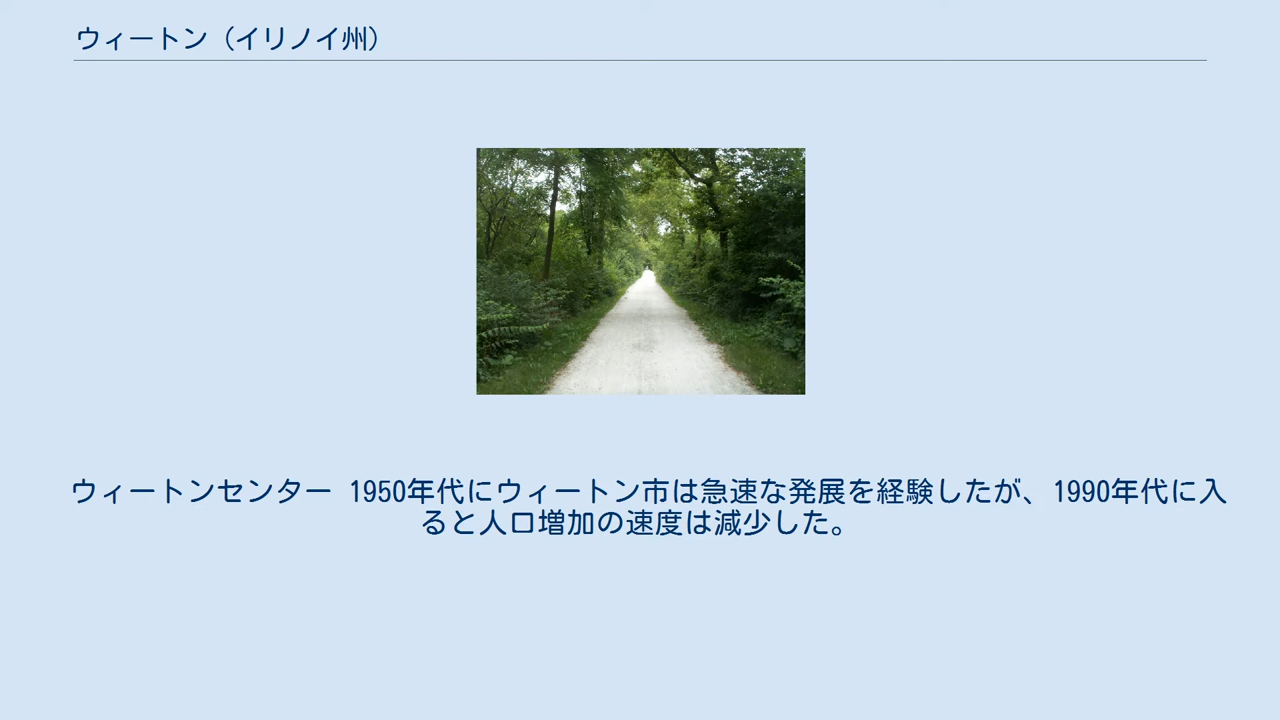 ウィートン（イリノイ州）
ウィートンセンター 1950年代にウィートン市は急速な発展を経験したが、1990年代に入
ると人口増加の速度は減少した。